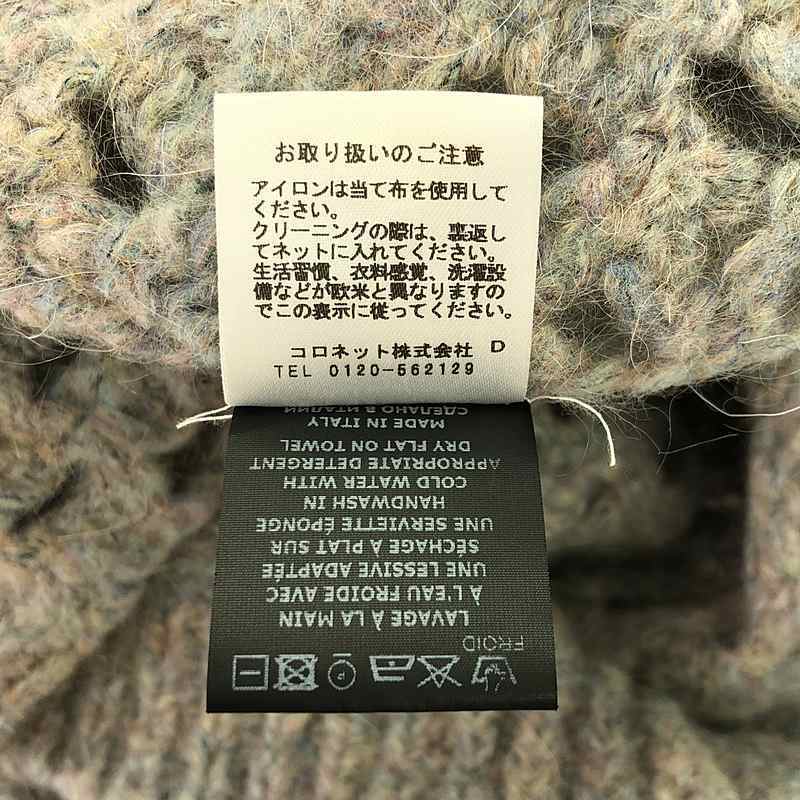 お取り扱いのご注意
アイロンは当て布を使用して
ください。
クリーニングの際は、裏返し
てネットに入れてください。
生活習慣、衣料感覚、洗濯設
備などが欧米と異なりますの
でこの表示に従ってください。
コロネット株式会社 D
TEL 0120-562129
FROID
LAVAGE À LA MAIN
À L'EAU FROIDE AVEC
UNE LESSIVE ADAPTÉE
SÉCHAGE À PLAT SUR
UNE SERVIETTE ÉPONGE
HANDWASH IN
COLD WATER WITH
APPROPRIATE DETERGENT
DRY FLAT ON TOWEL
MADE IN ITALY
СДЕЛАНО В ИТАЛИИ